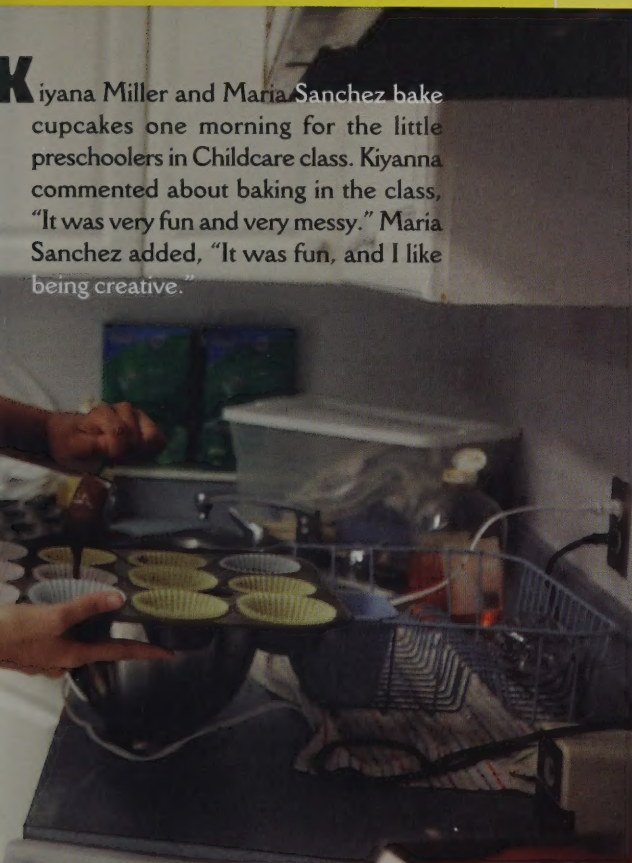 Kiyana Miller and Maria Sanchez bake
cupcakes one morning for the little
preschoolers in Childcare class. Kiyanna
commented about baking in the class,
"It was very fun and very messy." Maria
Sanchez added, "It was fun, and I like
being creative."